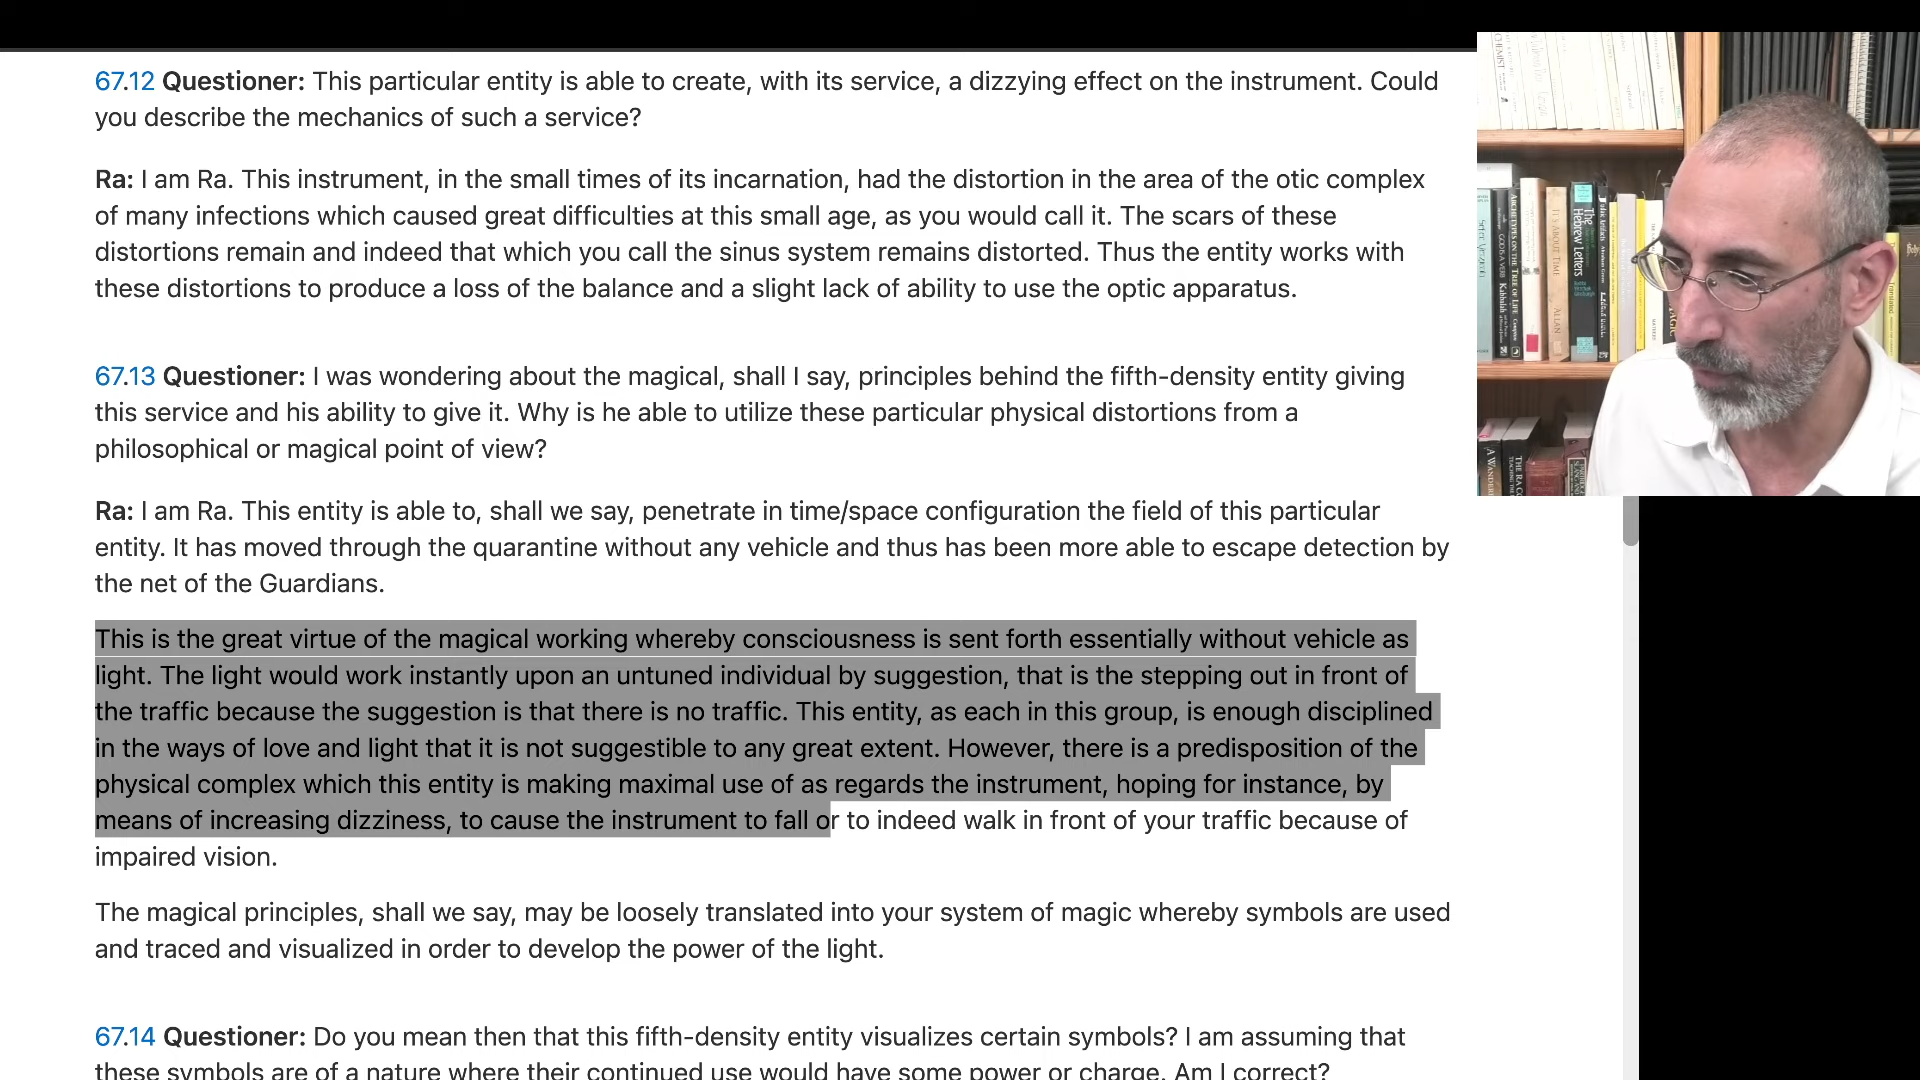 67.12 Questioner: This particular entity is able to create, with its service, a dizzying effect on the instrument. Could
you describe the mechanics of such a service?
Ra: I am Ra. This instrument, in the small times of its incarnation, had the distortion in the area of the otic complex
of many infections which caused great difficulties at this small age, as you would call it. The scars of these
distortions remain and indeed that which you call the sinus system remains distorted. Thus the entity works with
these distortions to produce a loss of the balance and a slight lack of ability to use the optic apparatus.
67.13 Questioner: I was wondering about the magical, shall I say, principles behind the fifth-density entity giving
this service and his ability to give it. Why is he able to utilize these particular physical distortions from a
philosophical or magical point of view?
Ra: I am Ra. This entity is able to, shall we say, penetrate in time/space configuration the field of this particular
entity. It has moved through the quarantine without any vehicle and thus has been more able to escape detection by
the net of the Guardians.
This is the great virtue of the magical working whereby consciousness is sent forth essentially without vehicle as
light. The light would work instantly upon an untuned individual by suggestion, that is the stepping out in front of
the traffic because the suggestion is that there is no traffic. This entity, as each in this group, is enough disciplined
in the ways of love and light that it is not suggestible to any great extent. However, there is a predisposition of the
physical complex which this entity is making maximal use of as regards the instrument, hoping for instance, by
means of increasing dizziness, to cause the instrument to fall or to indeed walk in front of your traffic because of
impaired vision.
The magical principles, shall we say, may be loosely translated into your system of magic whereby symbols are used
and traced and visualized in order to develop the power of the light.
67.14 Questioner: Do you mean then that this fifth-density entity visualizes certain symbols? I am assuming that
these symbols are of a nature where their continued use would have some power or charge. Am I correct?
ARCHETYPES ON THE TREE OF LIFE
IT'S ABOUT TIME
ALLAN
The Hebrew Letters
GOD IS A VERB
Kabbalah
A WANDER
THE RA CO